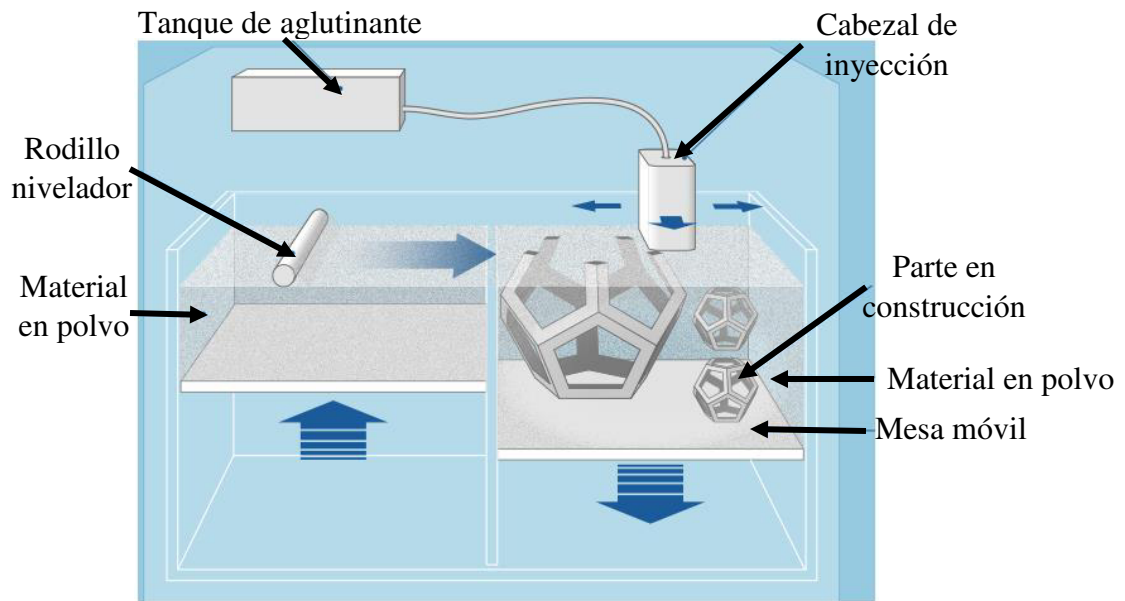 Tanque de aglutinante
Cabezal de
inyección
Rodillo
nivelador
Material
en polvo
Parte en
construcción
Material en polvo
Mesa móvil